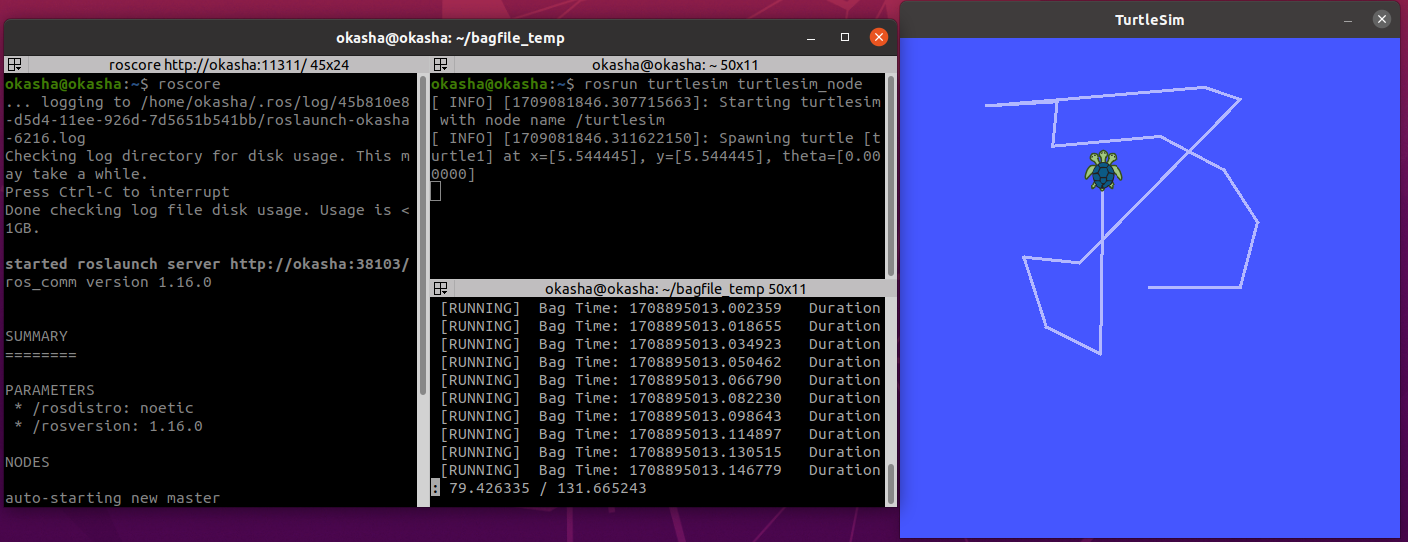 okasha@okasha: ~/bagfile_temp
roscore http://okasha:11311/ 45x24
okasha@okasha:~$ roscore
... logging to /home/okasha/.ros/log/45b810e8
-d5d4-11ee-926d-7d5651b541bb/roslaunch-okasha
-6216.log
Checking log directory for disk usage. This m
ay take a while.
Press Ctrl-C to interrupt
Done checking log file disk usage. Usage is <
1GB.
started roslaunch server http://okasha:38103/
ros_comm version 1.16.0
SUMMARY
========
PARAMETERS
* /rosdistro: noetic
* /rosversion: 1.16.0
NODES
auto-starting new master
okasha@okasha: ~ 50x11
okasha@okasha:~$ rosrun turtlesim turtlesim_node
[ INFO] [1709081846.307715663]: Starting turtlesim
with node name /turtlesim
[ INFO] [1709081846.311622150]: Spawning turtle [t
urtle1] at x=[5.544445], y=[5.544445], theta=[0.00
0000]
okasha@okasha: ~/bagfile_temp 50x11
[RUNNING]  Bag Time: 1708895013.002359   Duration
[RUNNING]  Bag Time: 1708895013.018655   Duration
[RUNNING]  Bag Time: 1708895013.034923   Duration
[RUNNING]  Bag Time: 1708895013.050462   Duration
[RUNNING]  Bag Time: 1708895013.066790   Duration
[RUNNING]  Bag Time: 1708895013.082230   Duration
[RUNNING]  Bag Time: 1708895013.098643   Duration
[RUNNING]  Bag Time: 1708895013.114897   Duration
[RUNNING]  Bag Time: 1708895013.130515   Duration
[RUNNING]  Bag Time: 1708895013.146779   Duration
: 79.426335 / 131.665243
TurtleSim